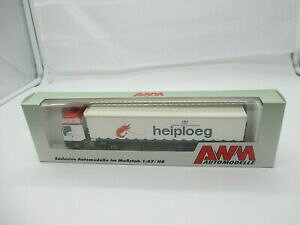 AWM
heiploeg
Exclusive Automodelle im Maßstab 1:87/H0
AWM
AUTOMODELLE